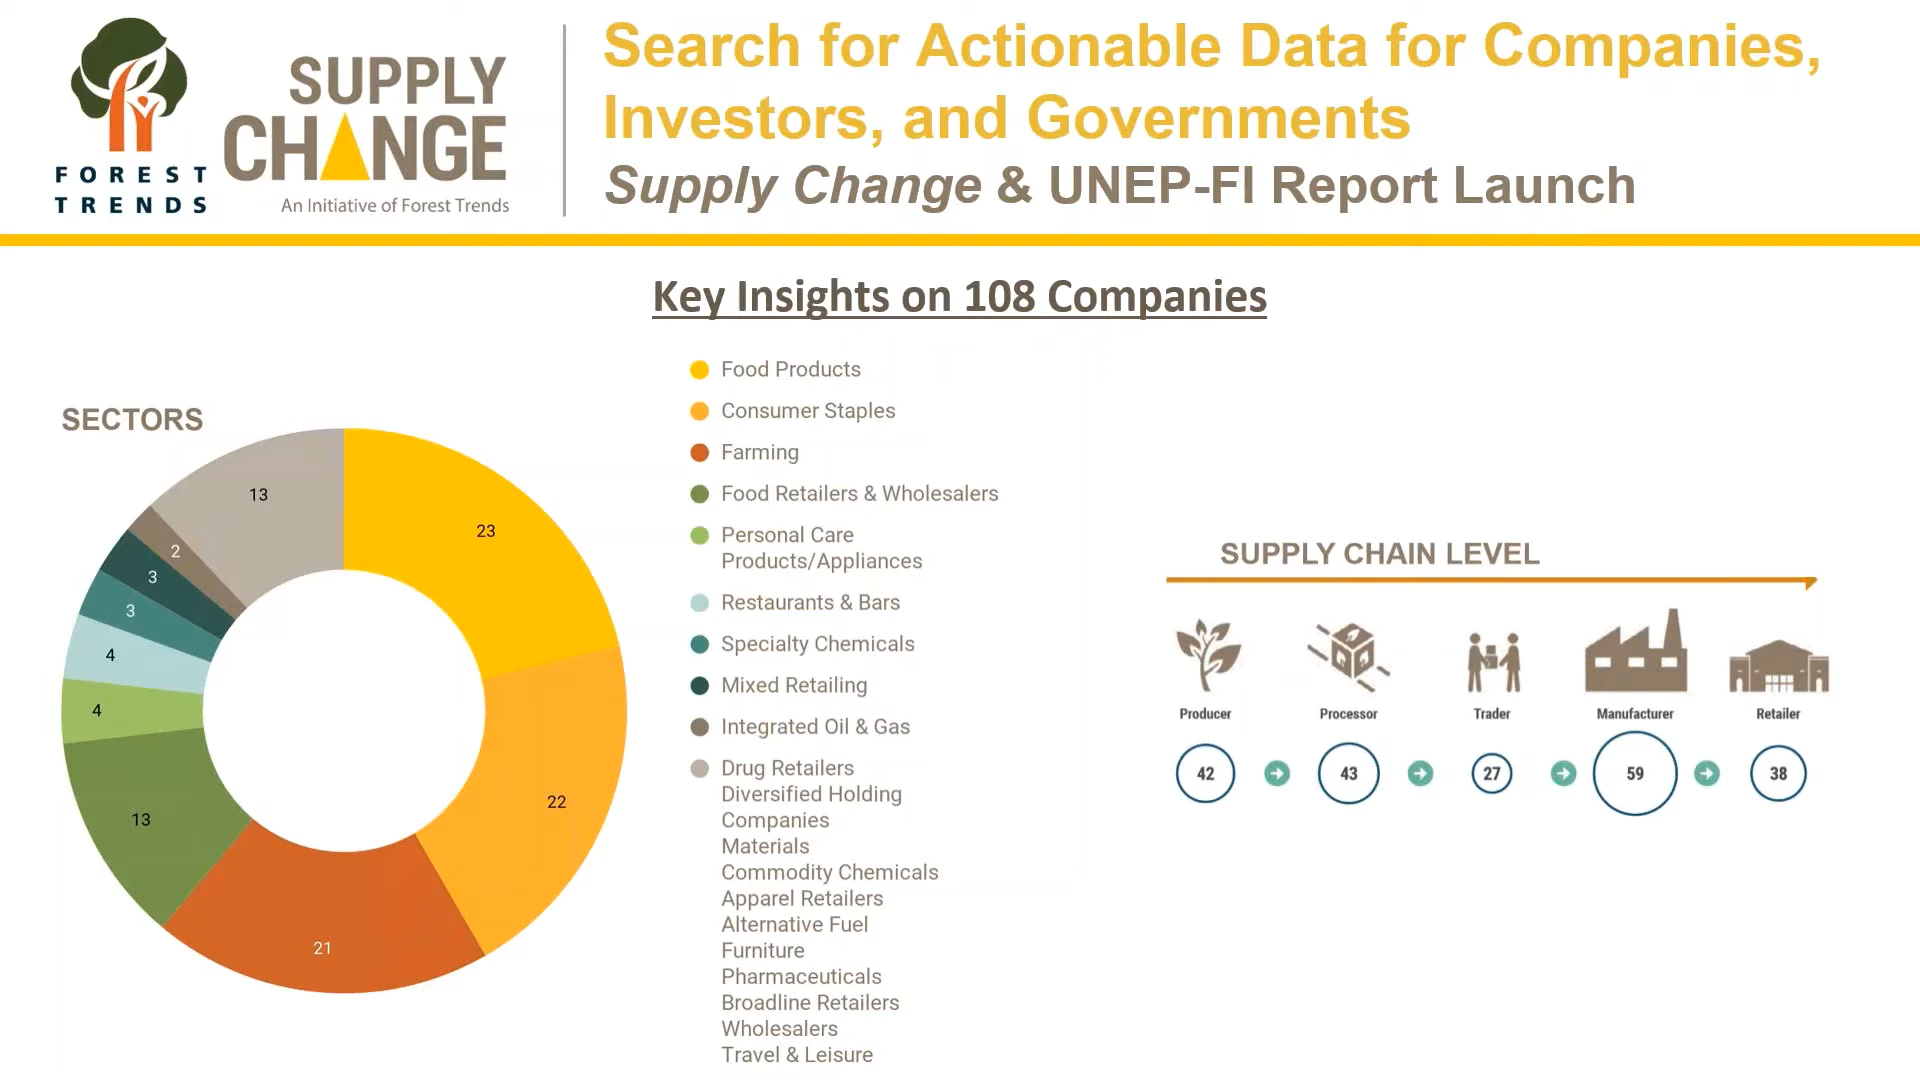 FOREST
TRENDS
SUPPLY
CHANGE
An Initiative of Forest Trends
Search for Actionable Data for Companies,
Investors, and Governments
Supply Change & UNEP-FI Report Launch
Key Insights on 108 Companies
SECTORS
13
23
2
3
3
4
4
13
22
21
Food Products
Consumer Staples
Farming
Food Retailers & Wholesalers
Personal Care
Products/Appliances
Restaurants & Bars
Specialty Chemicals
Mixed Retailing
Integrated Oil & Gas
Drug Retailers
Diversified Holding
Companies
Materials
Commodity Chemicals
Apparel Retailers
Alternative Fuel
Furniture
Pharmaceuticals
Broadline Retailers
Wholesalers
Travel & Leisure
SUPPLY CHAIN LEVEL
Producer Processor Trader Manufacturer Retailer
42 43 27 59 38